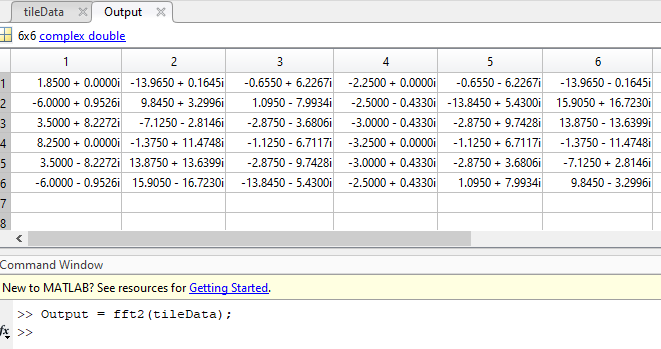 tileData Output
6x6 complex double
1 2 3 4 5 6
1 1.8500 + 0.0000i -13.9650 + 0.1645i -0.6550 + 6.2267i -2.2500 + 0.0000i -0.6550 - 6.2267i -13.9650 - 0.1645i
2 -6.0000 + 0.9526i 9.8450 + 3.2996i 1.0950 - 7.9934i -2.5000 - 0.4330i -13.8450 + 5.4300i 15.9050 + 16.7230i
3 3.5000 + 8.2272i -7.1250 - 2.8146i -2.8750 - 3.6806i -3.0000 - 0.4330i -2.8750 + 9.7428i 13.8750 - 13.6399i
4 8.2500 + 0.0000i -1.3750 + 11.4748i -1.1250 - 6.7117i -3.2500 + 0.0000i -1.1250 + 6.7117i -1.3750 - 11.4748i
5 3.5000 - 8.2272i 13.8750 + 13.6399i -2.8750 - 9.7428i -3.0000 + 0.4330i -2.8750 + 3.6806i -7.1250 + 2.8146i
6 -6.0000 - 0.9526i 15.9050 - 16.7230i -13.8450 - 5.4300i -2.5000 + 0.4330i 1.0950 + 7.9934i 9.8450 - 3.2996i
7
8
Command Window
New to MATLAB? See resources for Getting Started.
>> Output = fft2(tileData);
fx >>